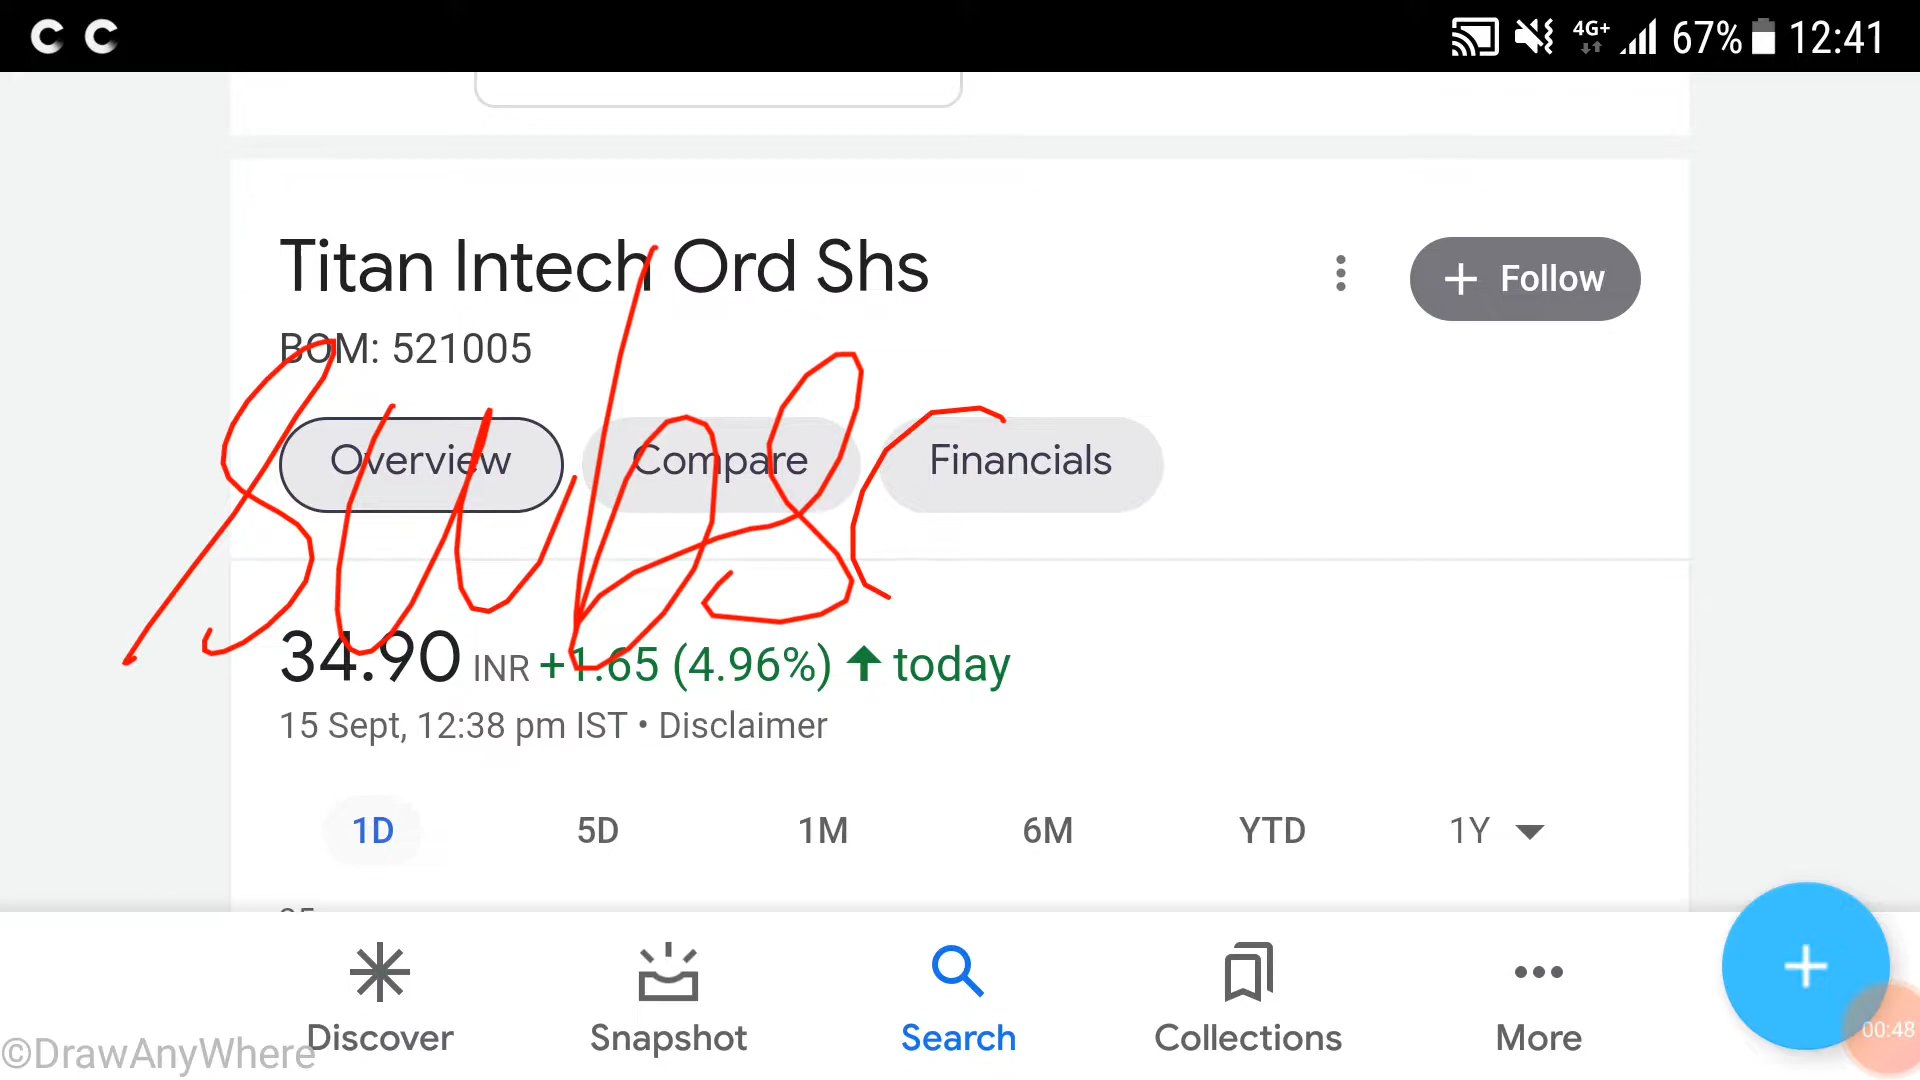 C C 4G+ 67% 12:41
Titan Intech Ord Shs
+ Follow
BOM: 521005
Overview Compare Financials
subsc
34.90 INR +1.65 (4.96%) ↑ today
15 Sept, 12:38 pm IST • Disclaimer
1D 5D 1M 6M YTD 1Y
Discover Snapshot Search Collections More
00:48
©DrawAnyWhere